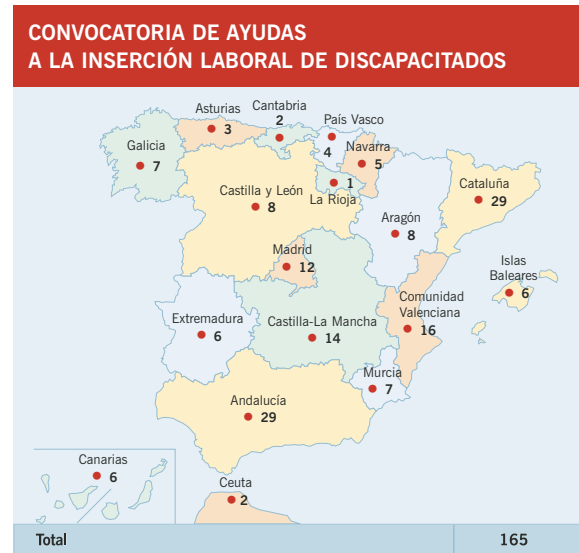 CONVOCATORIA DE AYUDAS
A LA INSERCIÓN LABORAL DE DISCAPACITADOS
Asturias
3
Cantabria
2
País Vasco
4
Galicia
7
Navarra
5
Castilla y León
8
1
La Rioja
Cataluña
29
Aragón
8
Madrid
12
Islas
Baleares
6
Comunidad
Valenciana
16
Extremadura
6
Castilla-La Mancha
14
Murcia
7
Andalucía
29
Canarias
6
Ceuta
2
Total 165